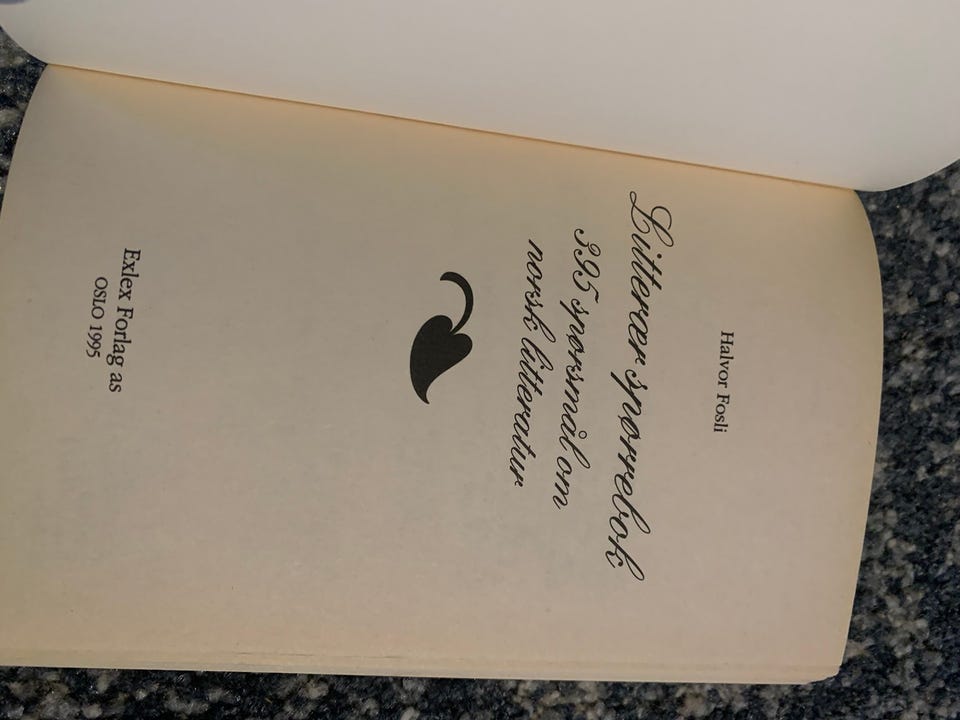 Halvor Fosli
Litterær spørrebok
395 spørsmål om
norsk litteratur
Exlex Forlag as
OSLO 1995